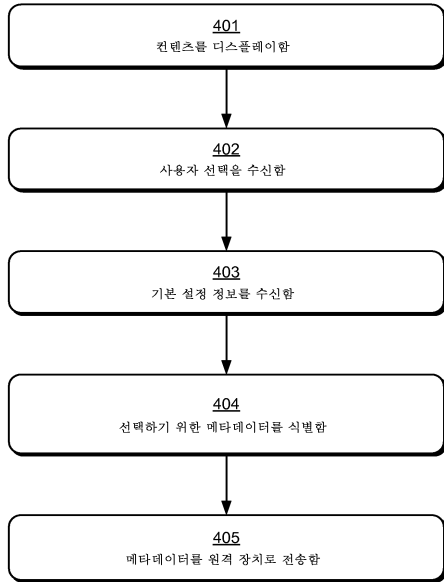 401
컨텐츠를 디스플레이함
402
사용자 선택을 수신함
403
기본 설정 정보를 수신함
404
선택하기 위한 메타데이터를 식별함
405
메타데이터를 원격 장치로 전송함